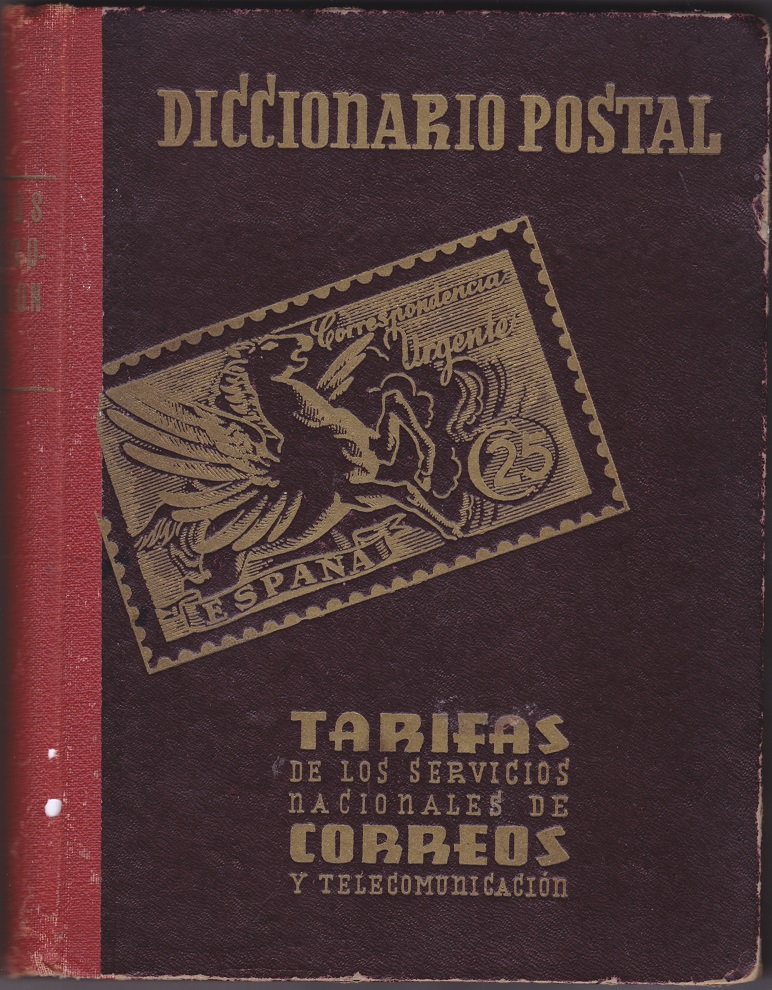 DICCIONARIO POSTAL
Correspondencia
Urgente
25
ESPAÑA
TARIFAS
DE LOS SERVICIOS
NACIONALES DE
CORREOS
Y TELECOMUNICACIÓN